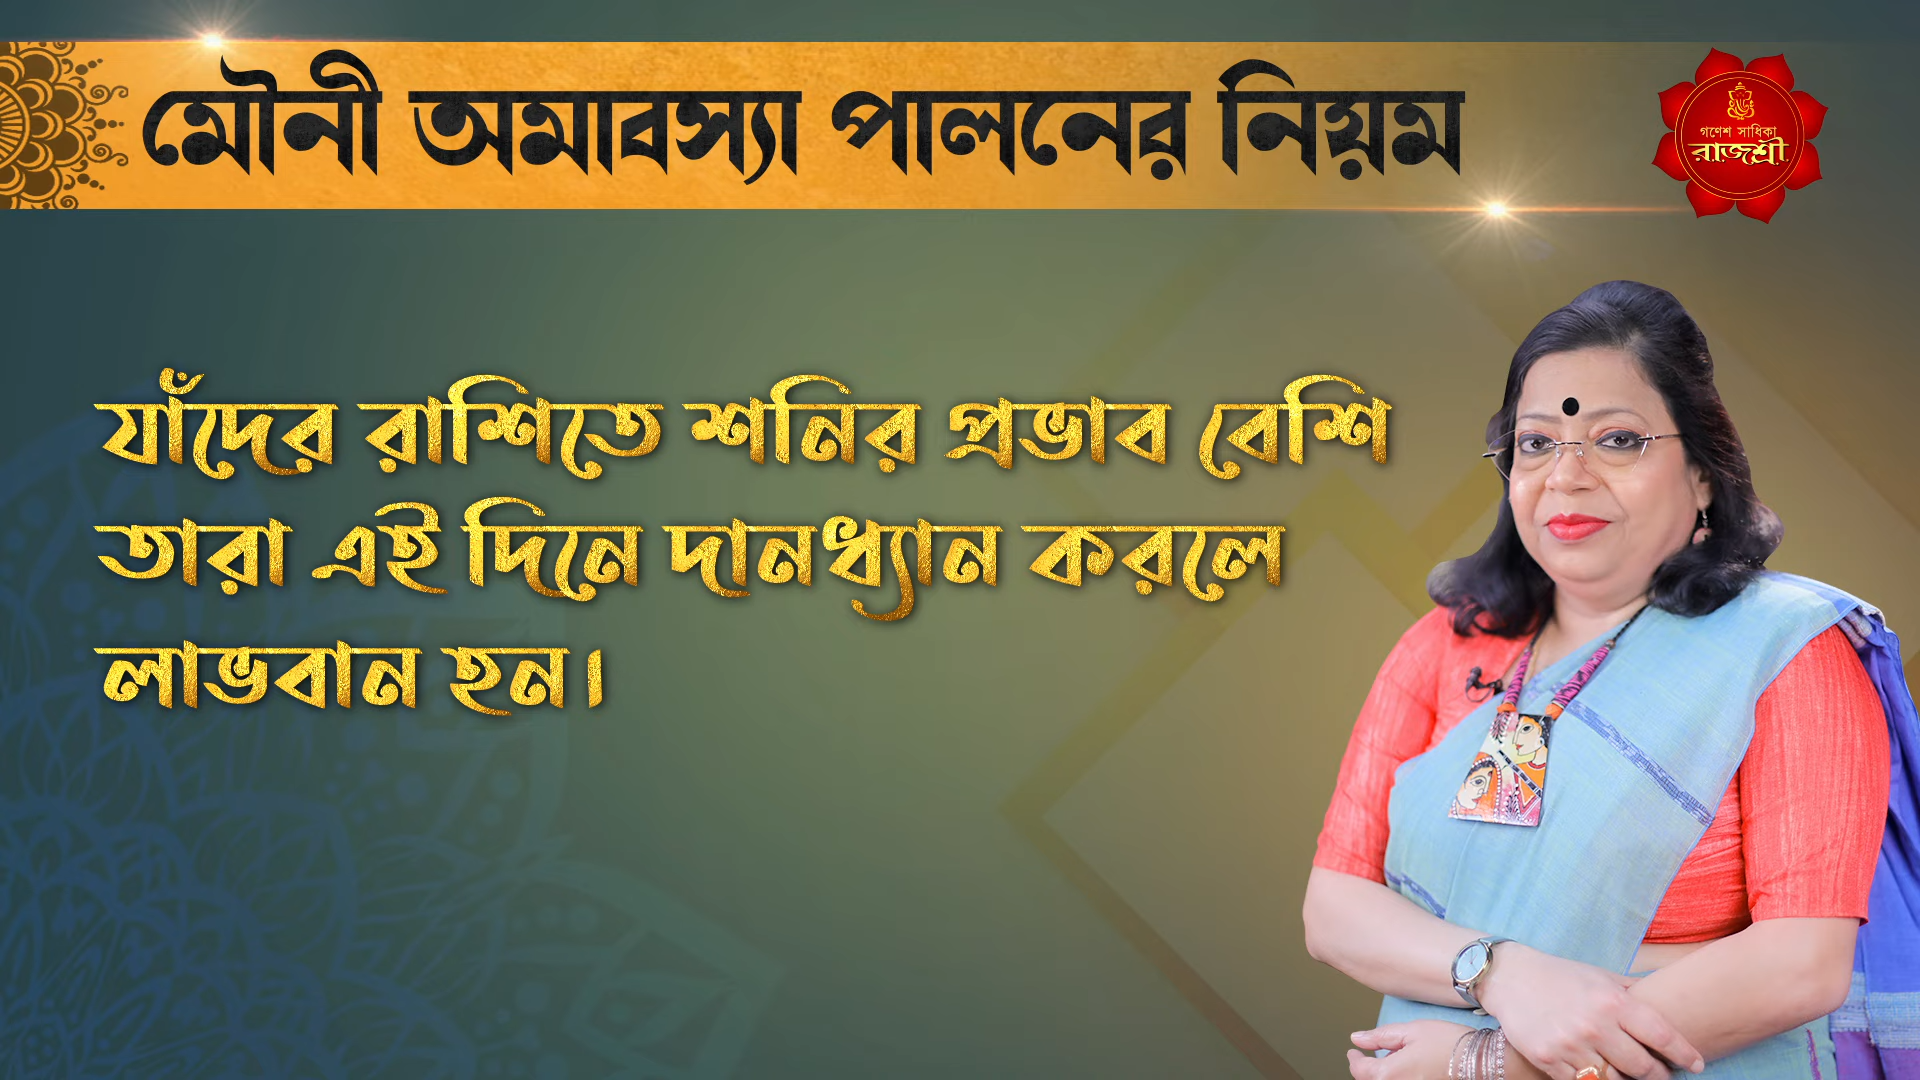 মৌনী অমাবস্যা পালনের নিয়ম
গণেশ সাধিকা
রাজশ্রী
যাঁদের রাশিতে শনির প্রভাব বেশি
তারা এই দিনে দানধ্যান করলে
লাভবান হন।